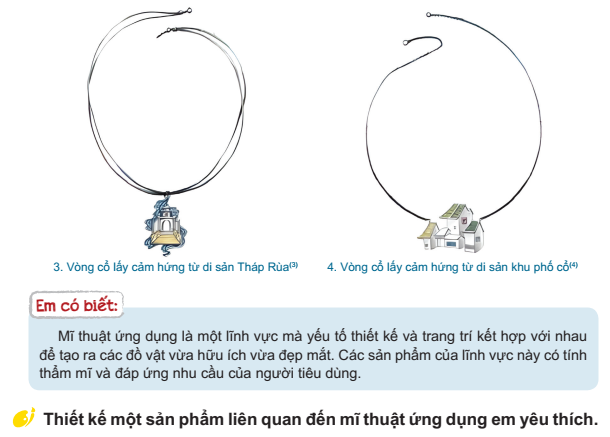 3. Vòng cổ lấy cảm hứng từ di sản Tháp Rùa(3)
4. Vòng cổ lấy cảm hứng từ di sản khu phố cổ(4)
Em có biết:
Mĩ thuật ứng dụng là một lĩnh vực mà yếu tố thiết kế và trang trí kết hợp với nhau
để tạo ra các đồ vật vừa hữu ích vừa đẹp mắt. Các sản phẩm của lĩnh vực này có tính
thẩm mĩ và đáp ứng nhu cầu của người tiêu dùng.
Thiết kế một sản phẩm liên quan đến mĩ thuật ứng dụng em yêu thích.